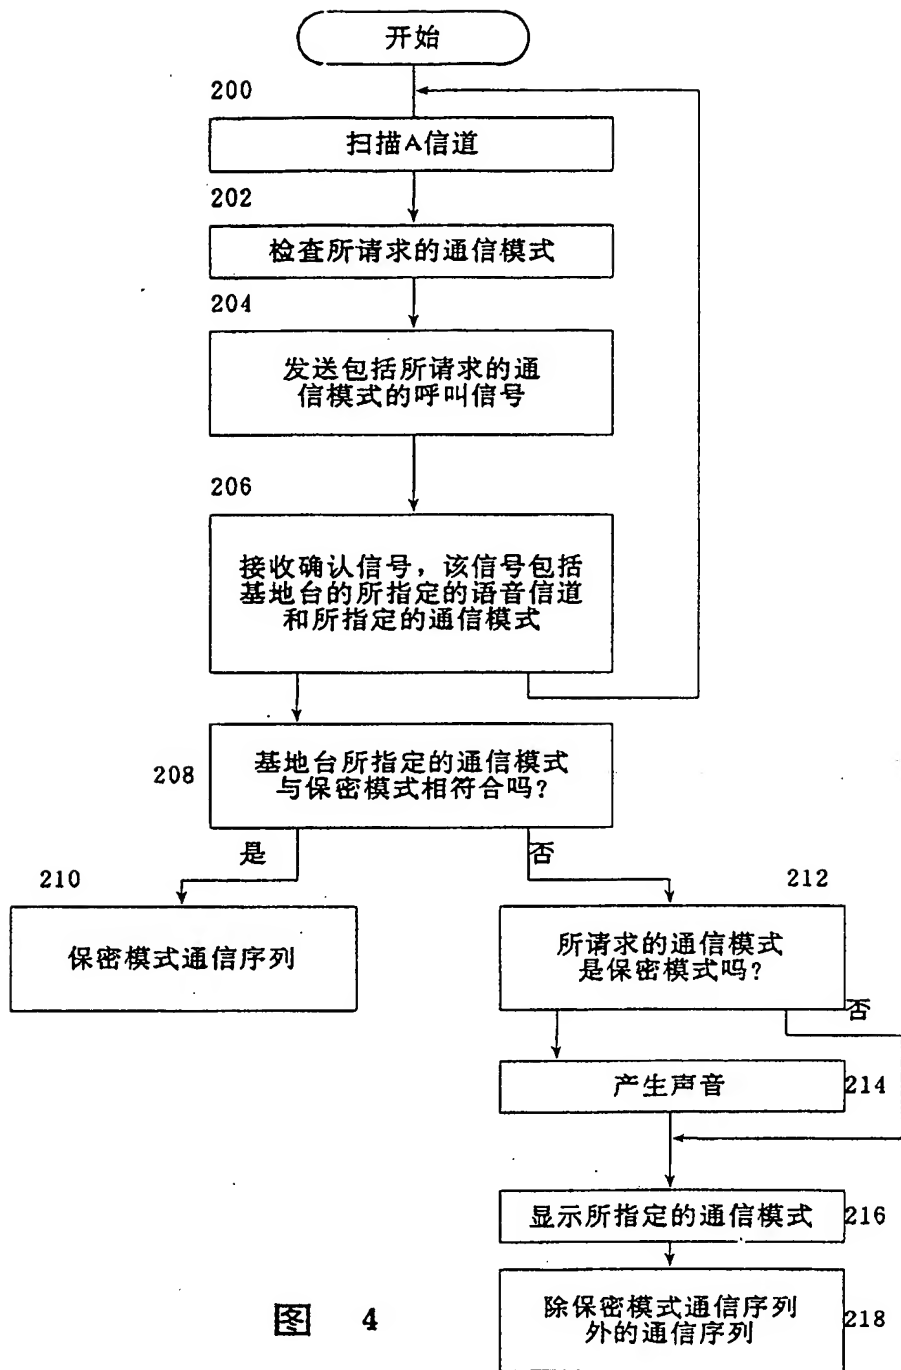 开始
200
扫描A信道
202
检查所请求的通信模式
204
发送包括所请求的通
信模式的呼叫信号
206
接收确认信号，该信号包括
基地台的所指定的语音信道
和所指定的通信模式
208
基地台所指定的通信模式
与保密模式相符合吗?
是
否
210
保密模式通信序列
212
所请求的通信模式
是保密模式吗?
否
产生声音
214
显示所指定的通信模式
216
除保密模式通信序列
外的通信序列
218
图 4